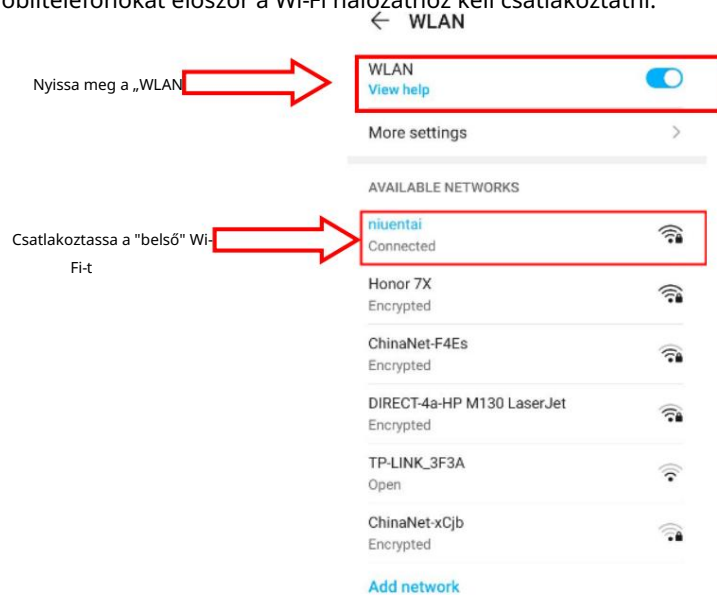 obiltelefonokat először a Wi-Fi hálózathoz kell csatlakoztatni.
WLAN
Nyissa meg a „WLAN
WLAN
View help
More settings
AVAILABLE NETWORKS
Csatlakoztassa a "belső" Wi-
Fi-t
niuentai
Connected
Honor 7X
Encrypted
ChinaNet-F4Es
Encrypted
DIRECT-4a-HP M130 LaserJet
Encrypted
TP-LINK_3F3A
Open
ChinaNet-xCjb
Encrypted
Add network